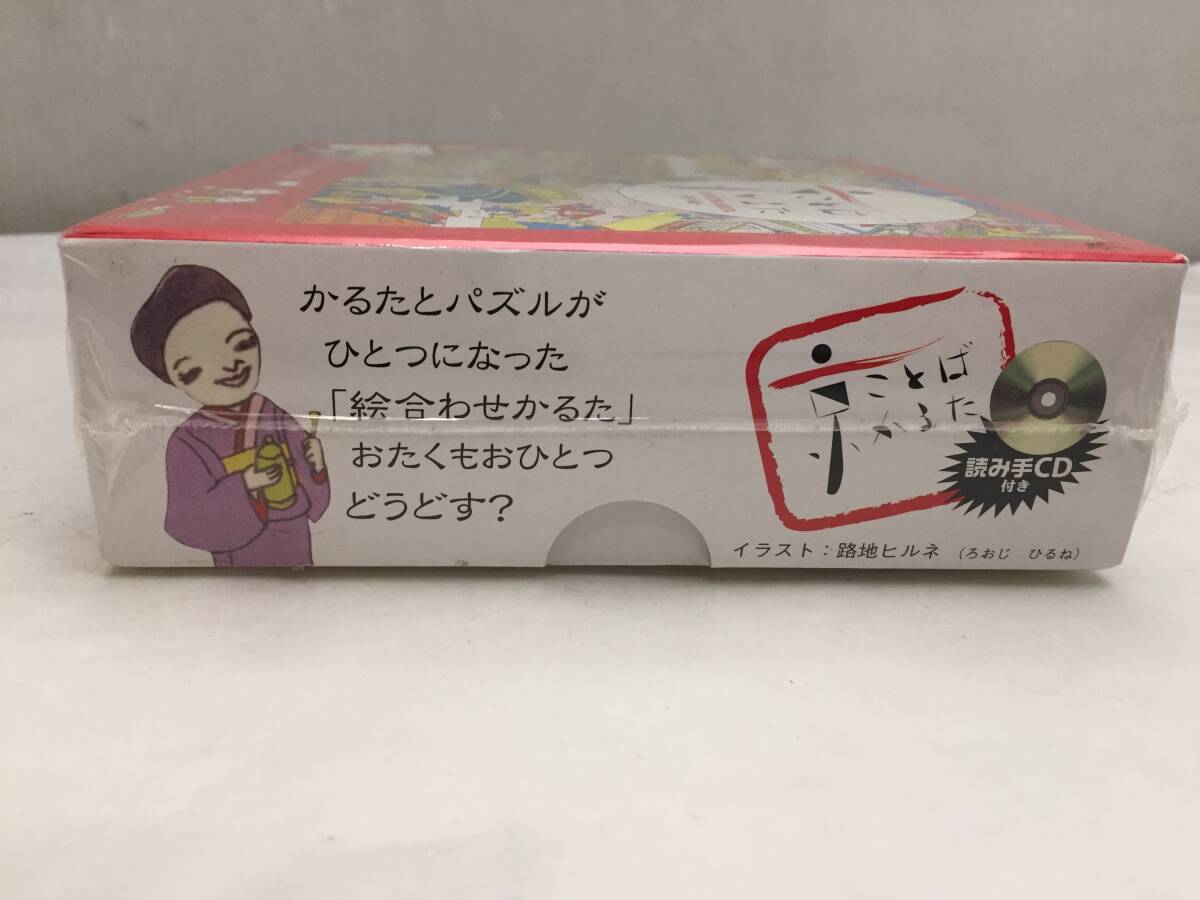 かるたとパズルが
ひとつになった
「絵合わせかるた」
おたくもおひとつ
どうどす?
京ことば
かるた
読み手CD
付き
イラスト:路地ヒルネ (ろおじ ひるね)